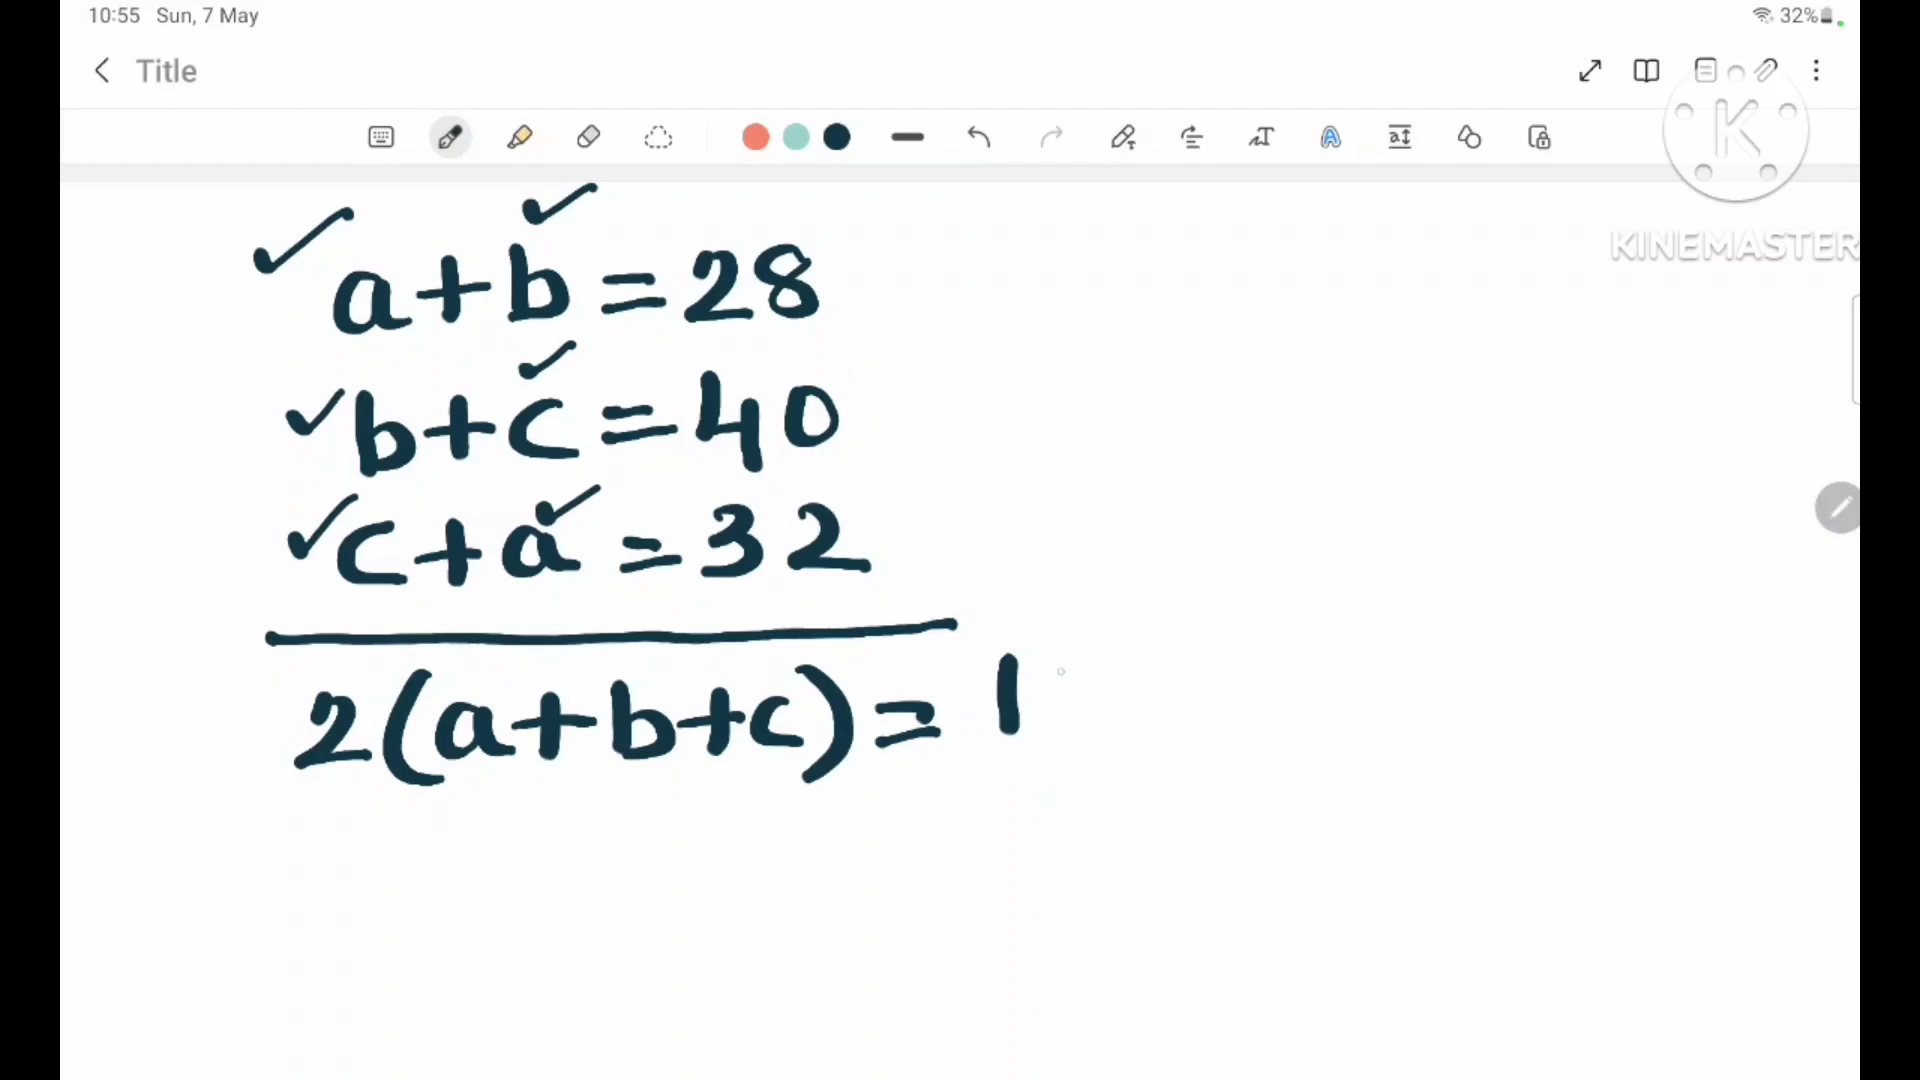 10:55 Sun, 7 May 32%
Title
K
KINEMASTER
a+b=28
b+c=40
c+a=32
2(a+b+c)=1